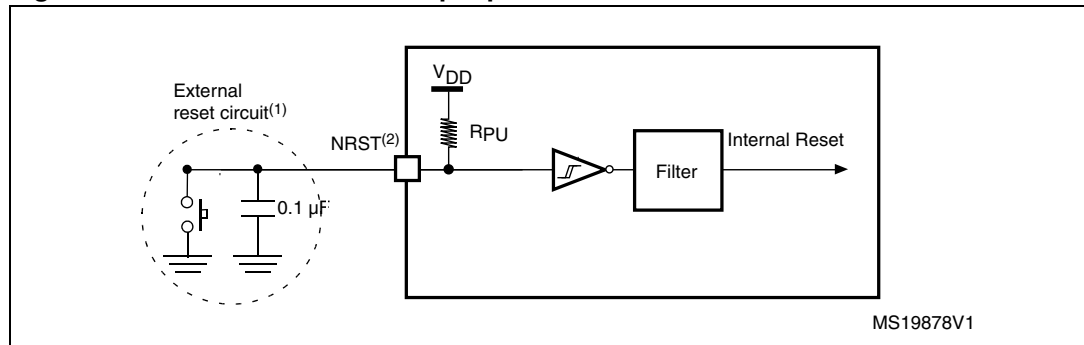 External
reset circuit(1)
VDD
NRST(2)
RPU
Internal Reset
Filter
0.1 µF
MS19878V1